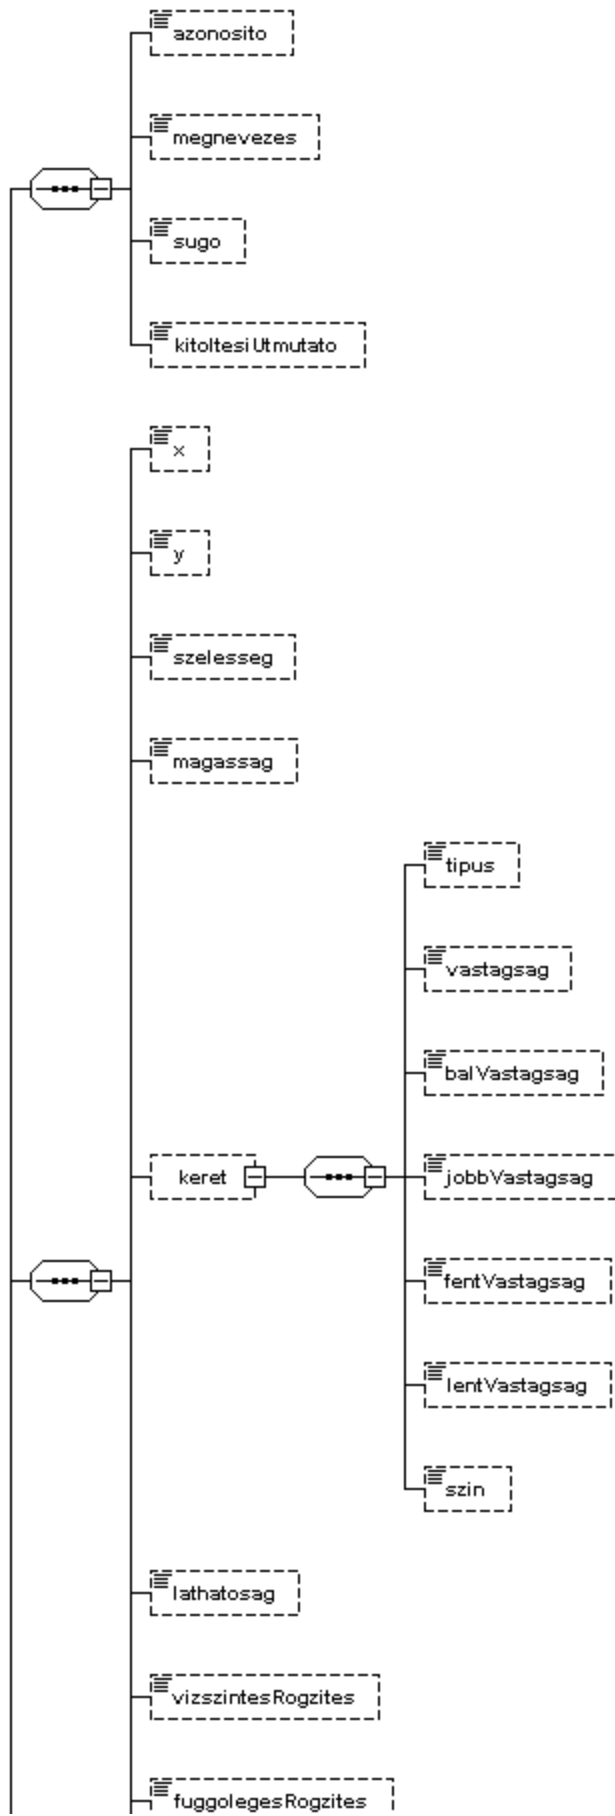 azonosito
megnevezes
sugo
kitoltesiUtmutato
x
y
szelesseg
magassag
tipus
vastagsag
balVastagsag
keret
jobbVastagsag
fentVastagsag
lentVastagsag
szin
lathatosag
vizszintesRogzites
fuggolegesRogzites